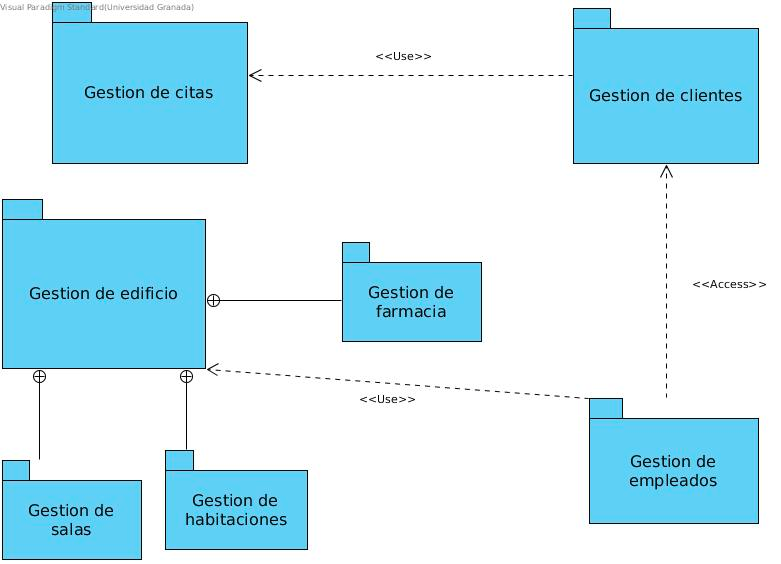 Visual Paradigm Standard(Universidad Granada)
<<Use>>
Gestion de citas
Gestion de clientes
Gestion de edificio
Gestion de
farmacia
<<Access>>
<<Use>>
Gestion de
empleados
Gestion de
salas
Gestion de
habitaciones